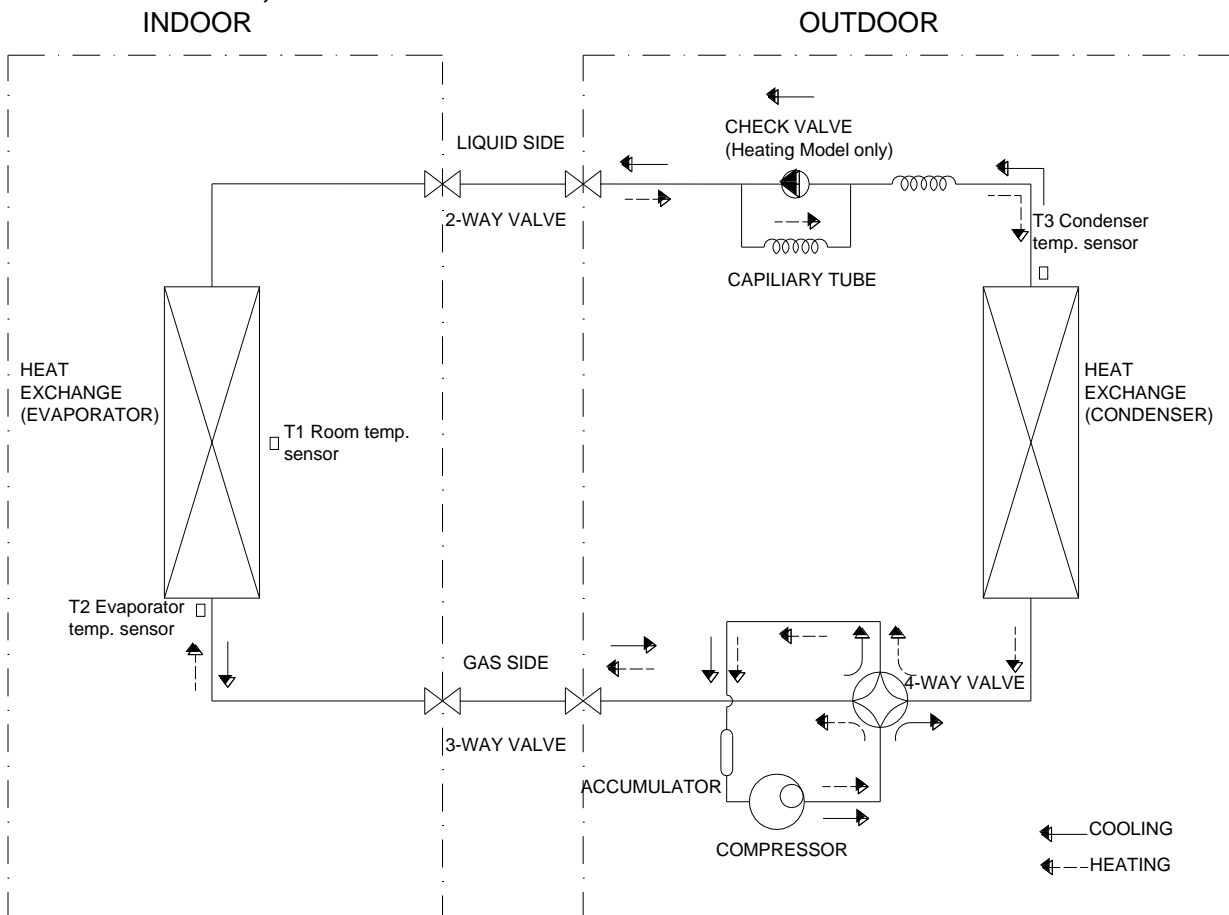 INDOOR
OUTDOOR
CHECK VALVE
(Heating Model only)
LIQUID SIDE
2-WAY VALVE
T3 Condenser
temp. sensor
CAPILIARY TUBE
HEAT
EXCHANGE
(EVAPORATOR)
T1 Room temp.
sensor
HEAT
EXCHANGE
(CONDENSER)
T2 Evaporator
temp. sensor
GAS SIDE
3-WAY VALVE
4-WAY VALVE
ACCUMULATOR
COMPRESSOR
COOLING
HEATING